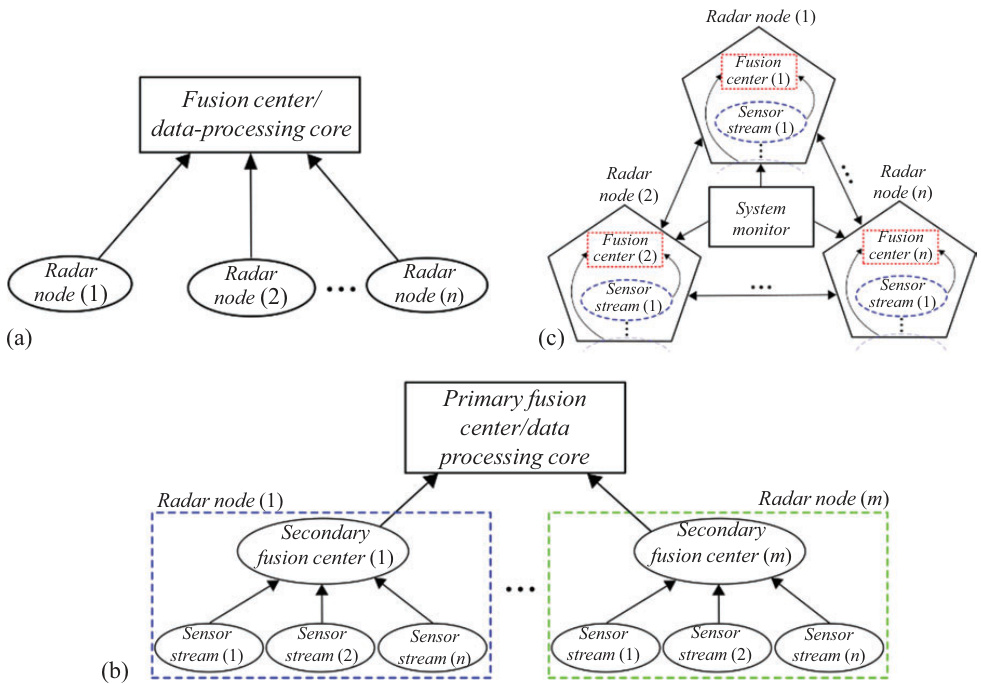 Fusion center/
data-processing core
Radar
node (1)
Radar
node (2)
Radar
node (n)
(a)
Radar node (1)
Fusion
center (1)
Sensor
stream (1)
Radar
node (2)
Radar
node (n)
System
monitor
Fusion
center (2)
Sensor
stream (1)
Fusion
center (n)
Sensor
stream (1)
(c)
Primary fusion
center/data
processing core
Radar node (1)
Radar node (m)
Secondary
fusion center (1)
Secondary
fusion center (m)
Sensor
stream (1)
Sensor
stream (2)
Sensor
stream (n)
Sensor
stream (1)
Sensor
stream (2)
Sensor
stream (n)
(b)